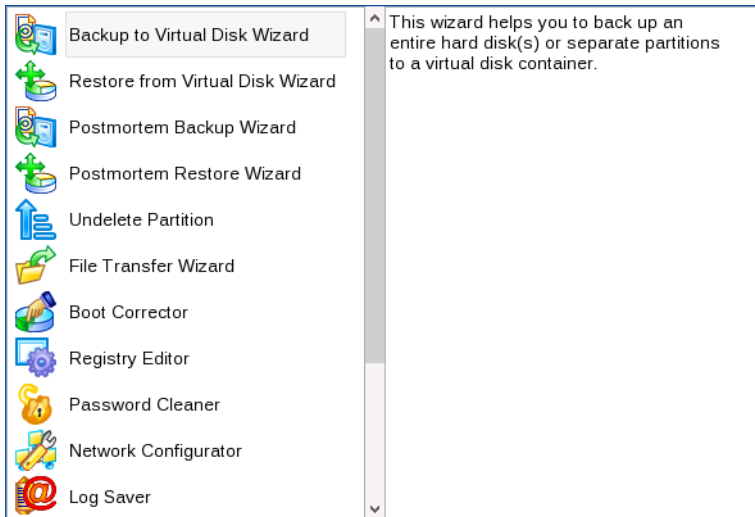 Backup to Virtual Disk Wizard
Restore from Virtual Disk Wizard
Postmortem Backup Wizard
Postmortem Restore Wizard
Undelete Partition
File Transfer Wizard
Boot Corrector
Registry Editor
Password Cleaner
Network Configurator
Log Saver
This wizard helps you to back up an
entire hard disk(s) or separate partitions
to a virtual disk container.